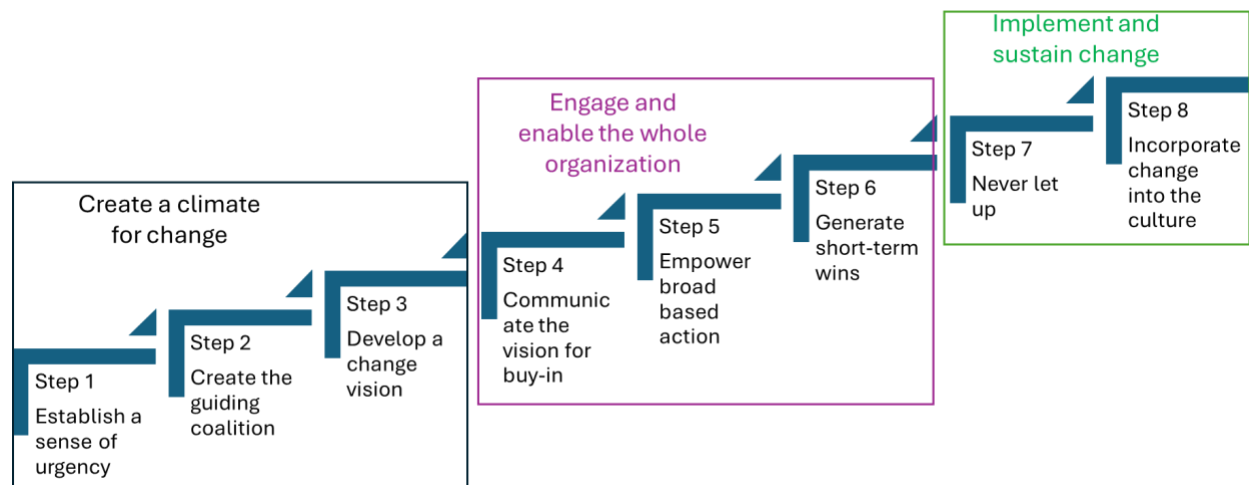 Create a climate
for change
Step 1
Establish a
sense of
urgency
Step 2
Create the
guiding
coalition
Step 3
Develop a
change
vision
Engage and
enable the whole
organization
Step 4
Communic
ate the
vision for
buy-in
Step 5
Empower
broad
based
action
Step 6
Generate
short-term
wins
Implement and
sustain change
Step 7
Never let
up
Step 8
Incorporate
change
into the
culture